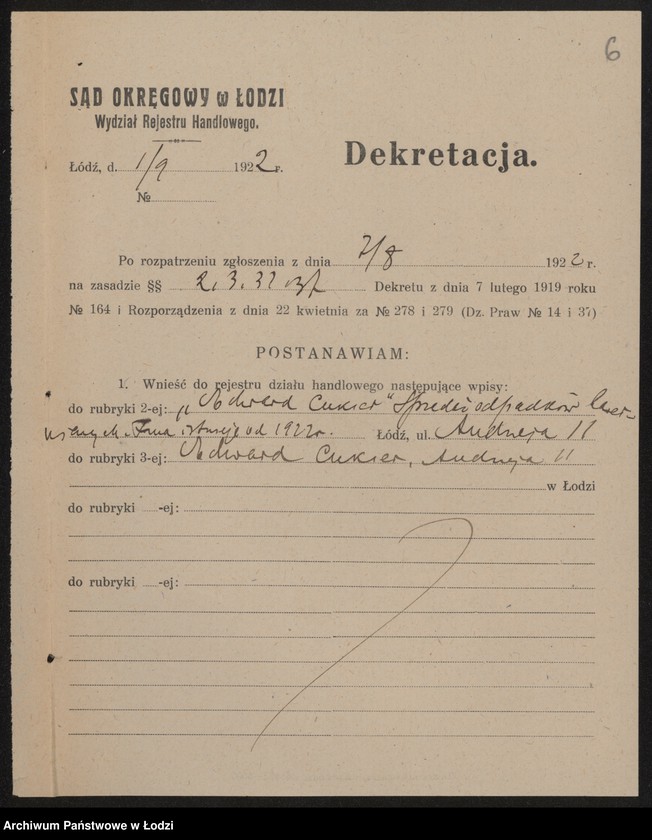 6
SĄD OKRĘGOWY w ŁODZI
Wydział Rejestru Handlowego.
Dekretacja.
Łódź, d. 1/9 1922 r.
№
Po rozpatrzeniu zgłoszenia z dnia 7/8 1922 r.
na zasadzie §§ 2, 3, 32 Dekretu z dnia 7 lutego 1919 roku
№ 164 i Rozporządzenia z dnia 22 kwietnia za № 278 i 279 (Dz. Praw № 14 i 37)
POSTANAWIAM:
1. Wnieść do rejestru działu handlowego następujące wpisy:
do rubryki 2-ej: „Edward Cukier" Sprzedaż odpadków baweł-
nianych. Firma istnieje od 1922 r. Łódź, ul. Andrzeja 11
do rubryki 3-ej: Edward Cukier, Andrzeja 11
w Łodzi
do rubryki -ej:
do rubryki -ej:
Archiwum Państwowe w Łodzi